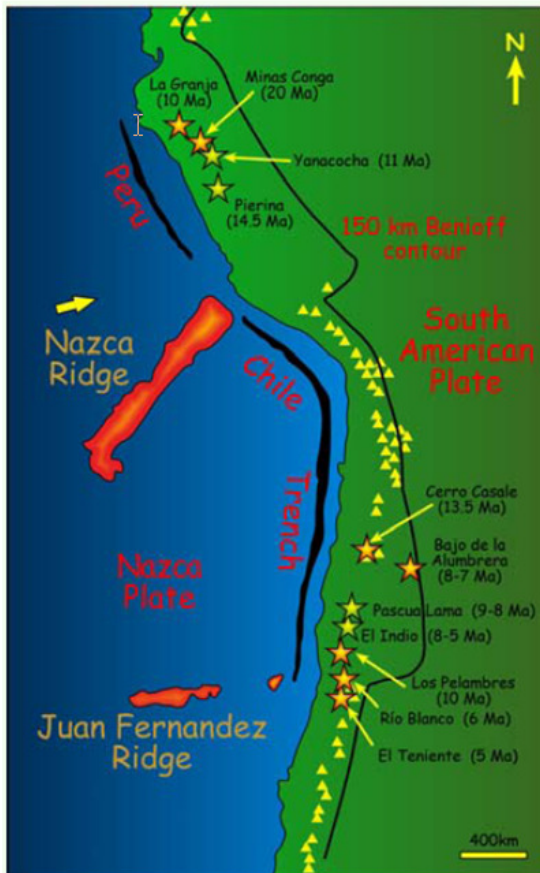 N
La Granja
(10 Ma)
Minas Conga
(20 Ma)
Yanacocha (11 Ma)
Pierina
(14.5 Ma)
Peru
150 km Beniaff
contour
Nazca
Ridge
South
American
Plate
Chile
Trench
Cerro Casale
(13.5 Ma)
Bajo de la
Alumbrera
(8-7 Ma)
Nazca
Plate
Pascua Lama (9-8 Ma)
El Indio (8-5 Ma)
Los Pelambres
(10 Ma)
Río Blanco (6 Ma)
Juan Fernandez
Ridge
El Teniente (5 Ma)
400km